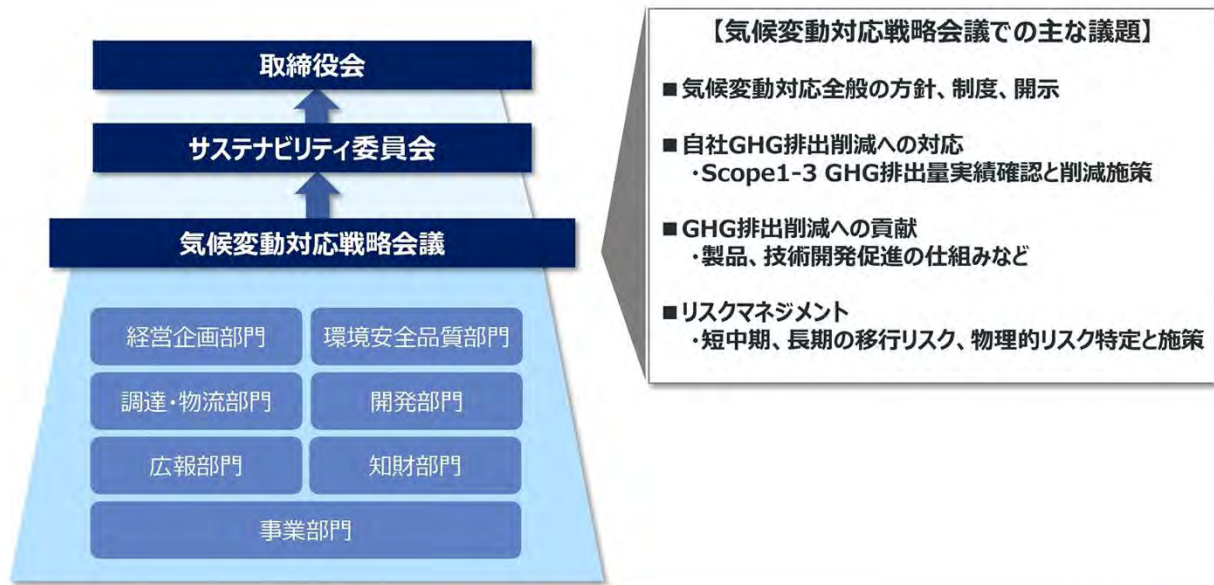 取締役会
サステナビリティ委員会
気候変動対応戦略会議
経営企画部門
環境安全品質部門
調達・物流部門
開発部門
広報部門
知財部門
事業部門
【気候変動対応戦略会議での主な議題】
■気候変動対応全般の方針、制度、開示
■自社GHG排出削減への対応
・Scope1-3 GHG排出量実績確認と削減施策
■GHG排出削減への貢献
・製品、技術開発促進の仕組みなど
■リスクマネジメント
・短中期、長期の移行リスク、物理的リスク特定と施策